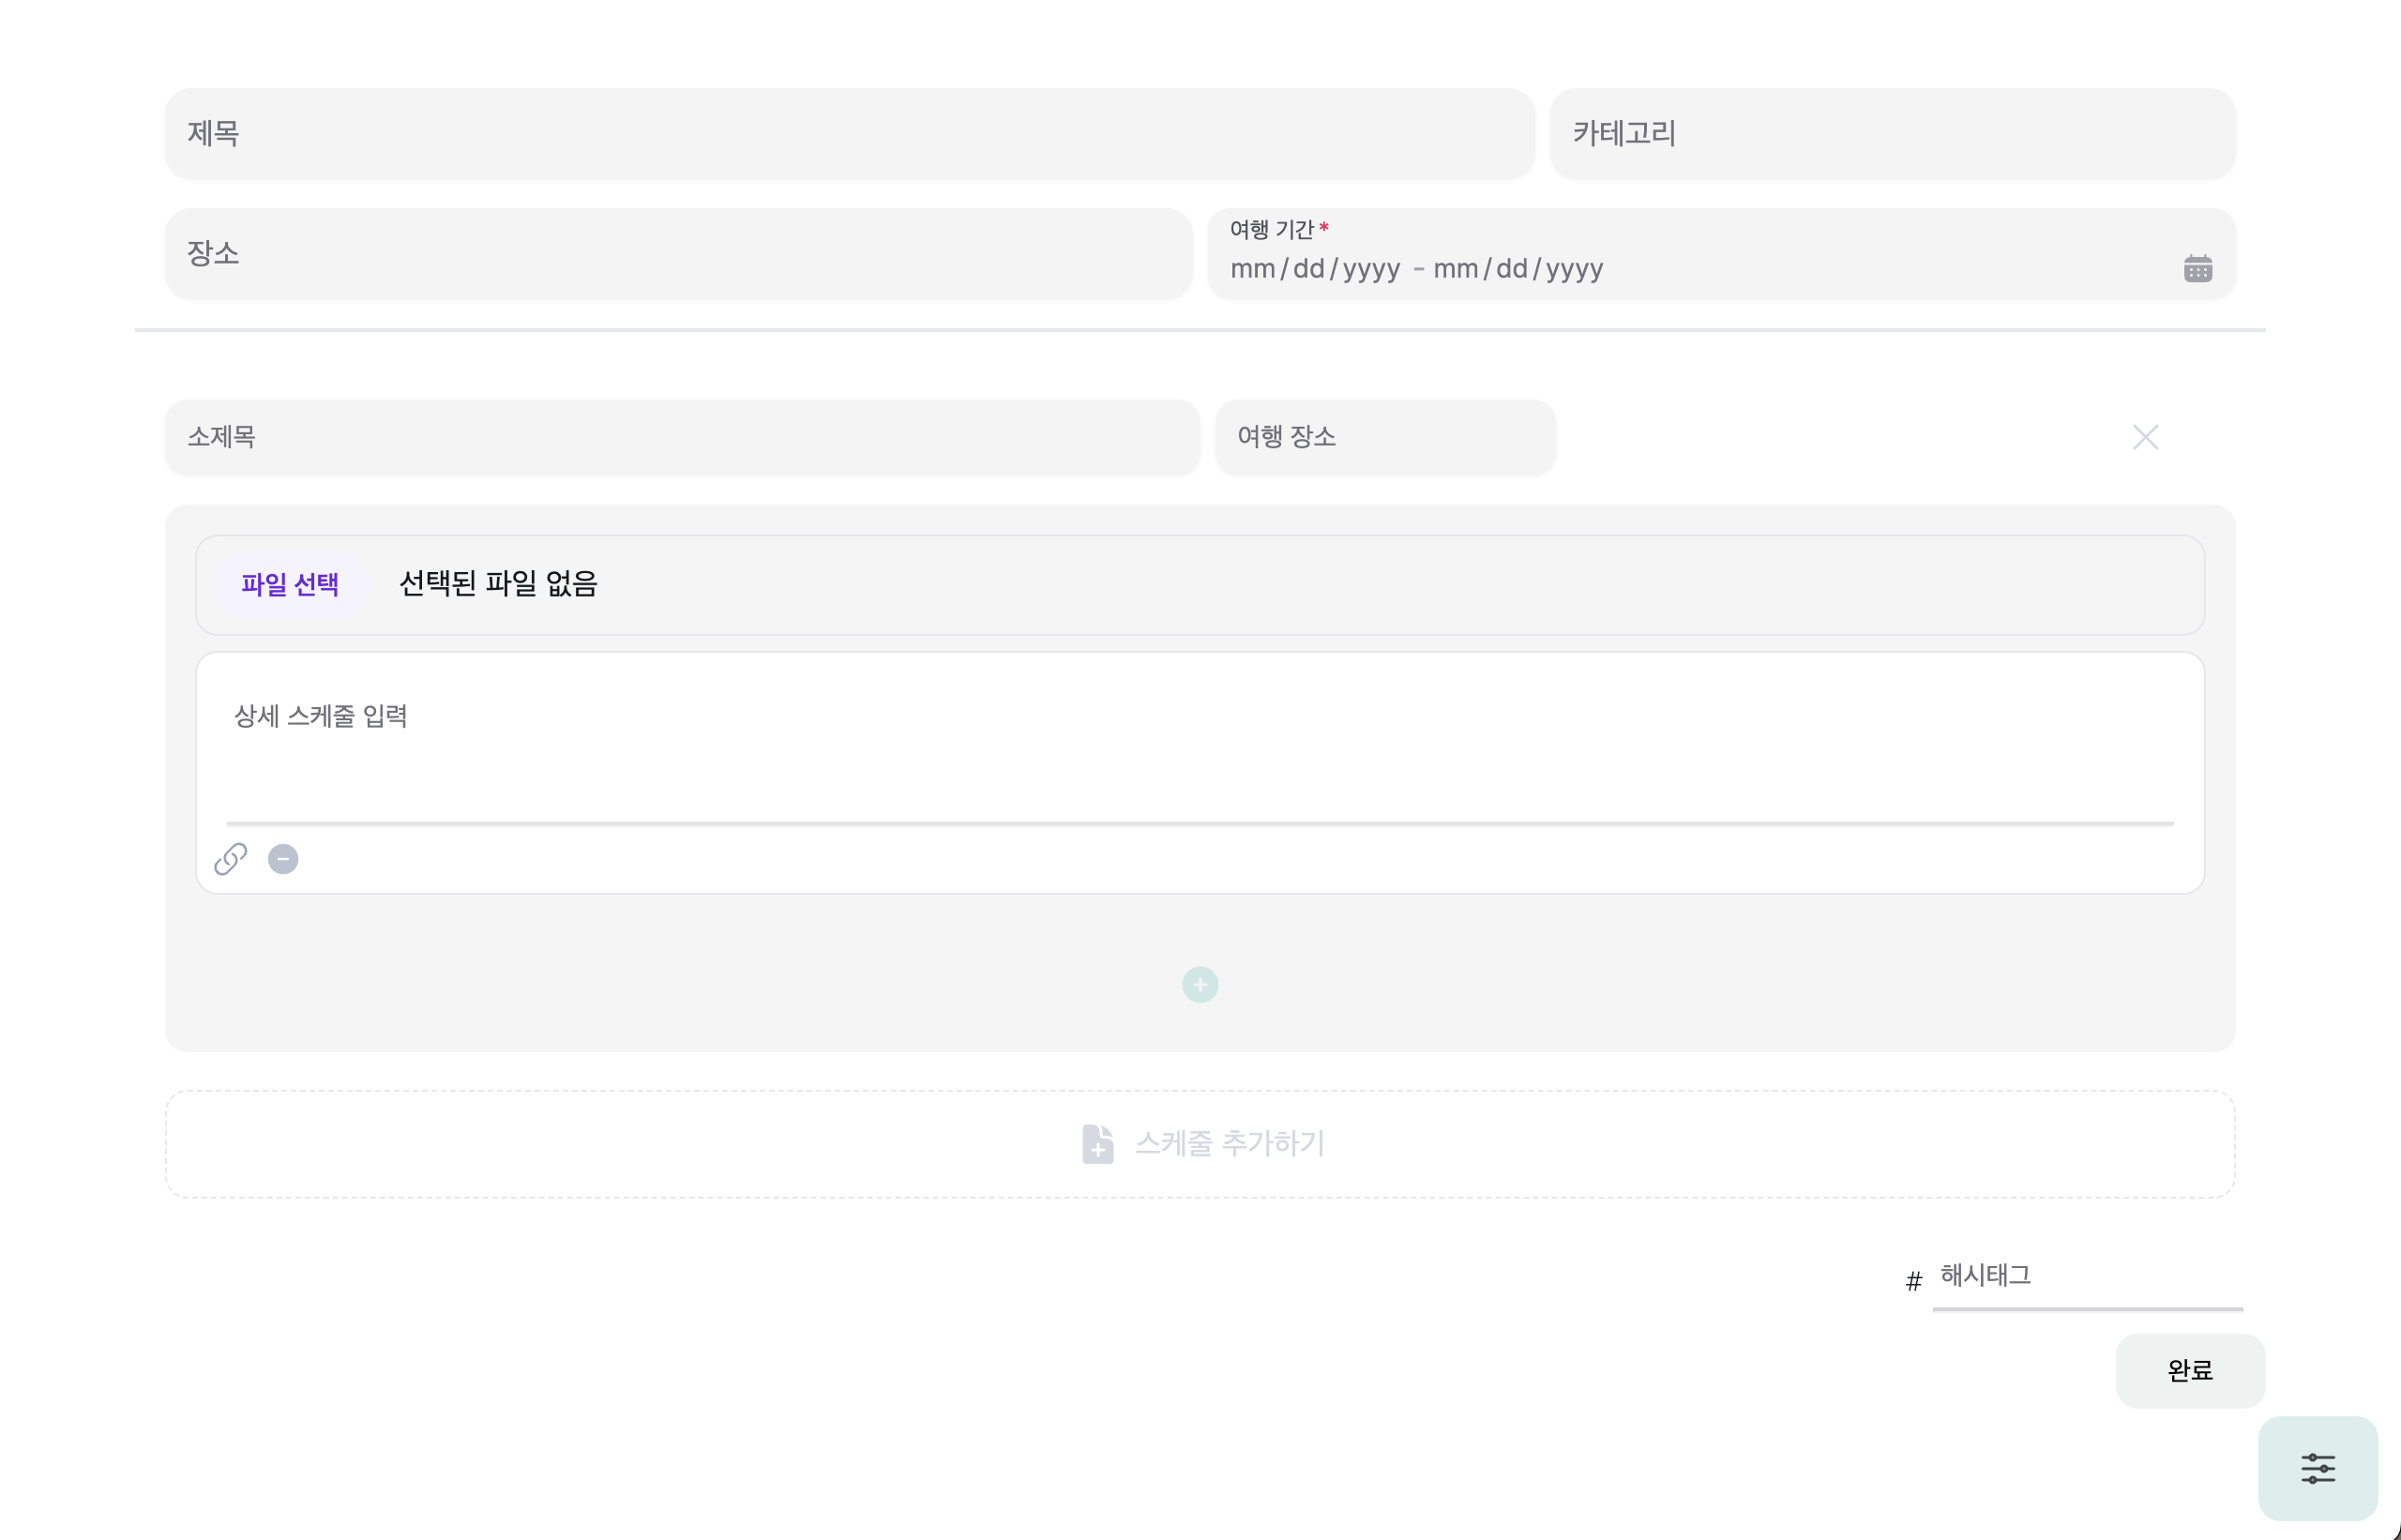 제목
카테고리
장소
여행 기간*
mm/dd/yyyy - mm/dd/yyyy
소제목
여행 장소
파일 선택 선택된 파일 없음
상세 스케줄 입력
스케줄 추가하기
# 해시태그
완료